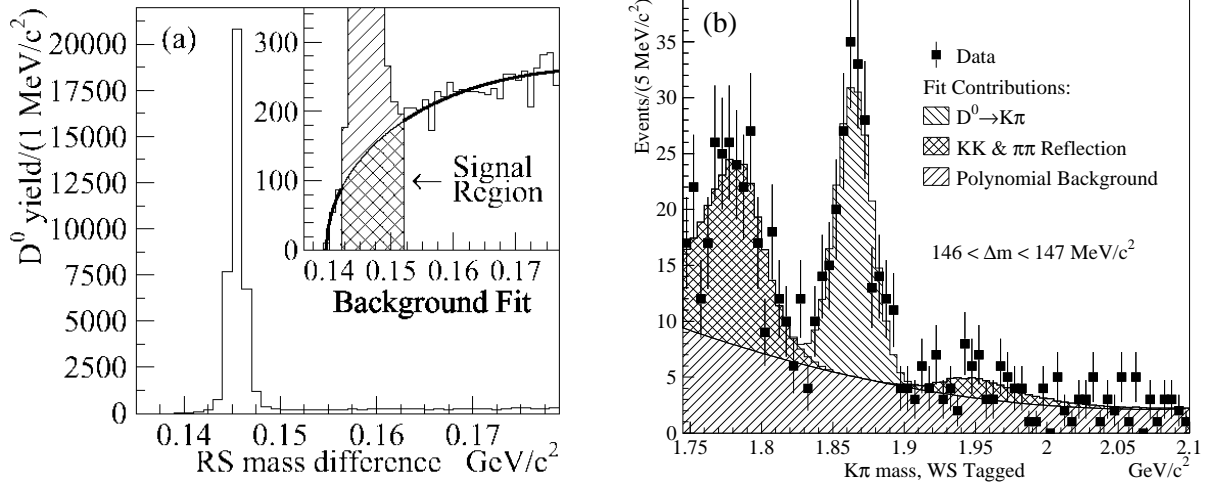 (a)
D⁰ yield/(1 MeV/c²)
20000
17500
15000
12500
10000
7500
5000
2500
0
0.14 0.15 0.16 0.17
RS mass difference GeV/c²
300
200
100
0
0.14 0.15 0.16 0.17
Background Fit
← Signal
Region
(b)
Events/(5 MeV/c²)
35
30
25
20
15
10
5
0
1.75 1.8 1.85 1.9 1.95 2 2.05 2.1
Kπ mass, WS Tagged GeV/c²
Data
Fit Contributions:
D⁰→Kπ
KK & ππ Reflection
Polynomial Background
146 < Δm < 147 MeV/c²